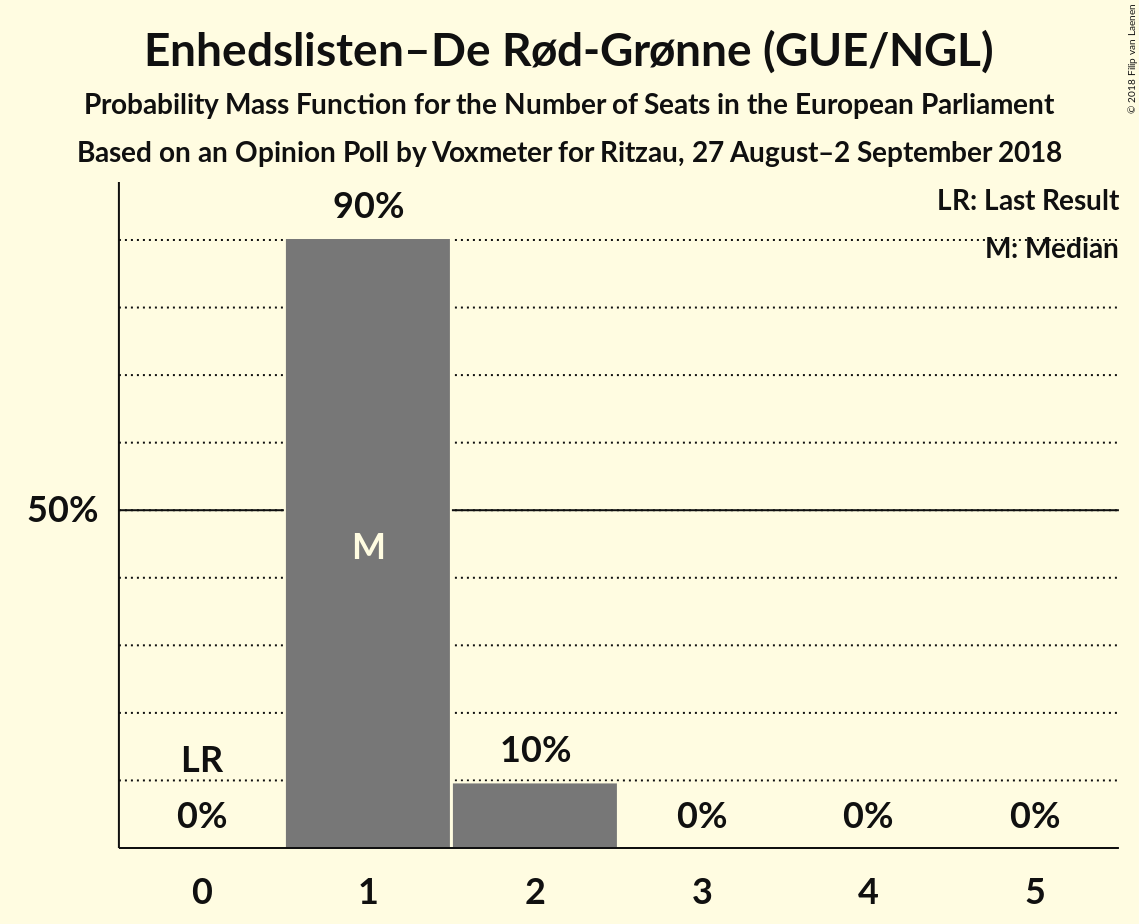 Enhedslisten–De Rød-Grønne (GUE/NGL)
Probability Mass Function for the Number of Seats in the European Parliament
Based on an Opinion Poll by Voxmeter for Ritzau, 27 August–2 September 2018
© 2018 Filip van Laenen
LR: Last Result
M: Median
90%
50%
M
LR
10%
0%
0%
0%
0%
0 1 2 3 4 5